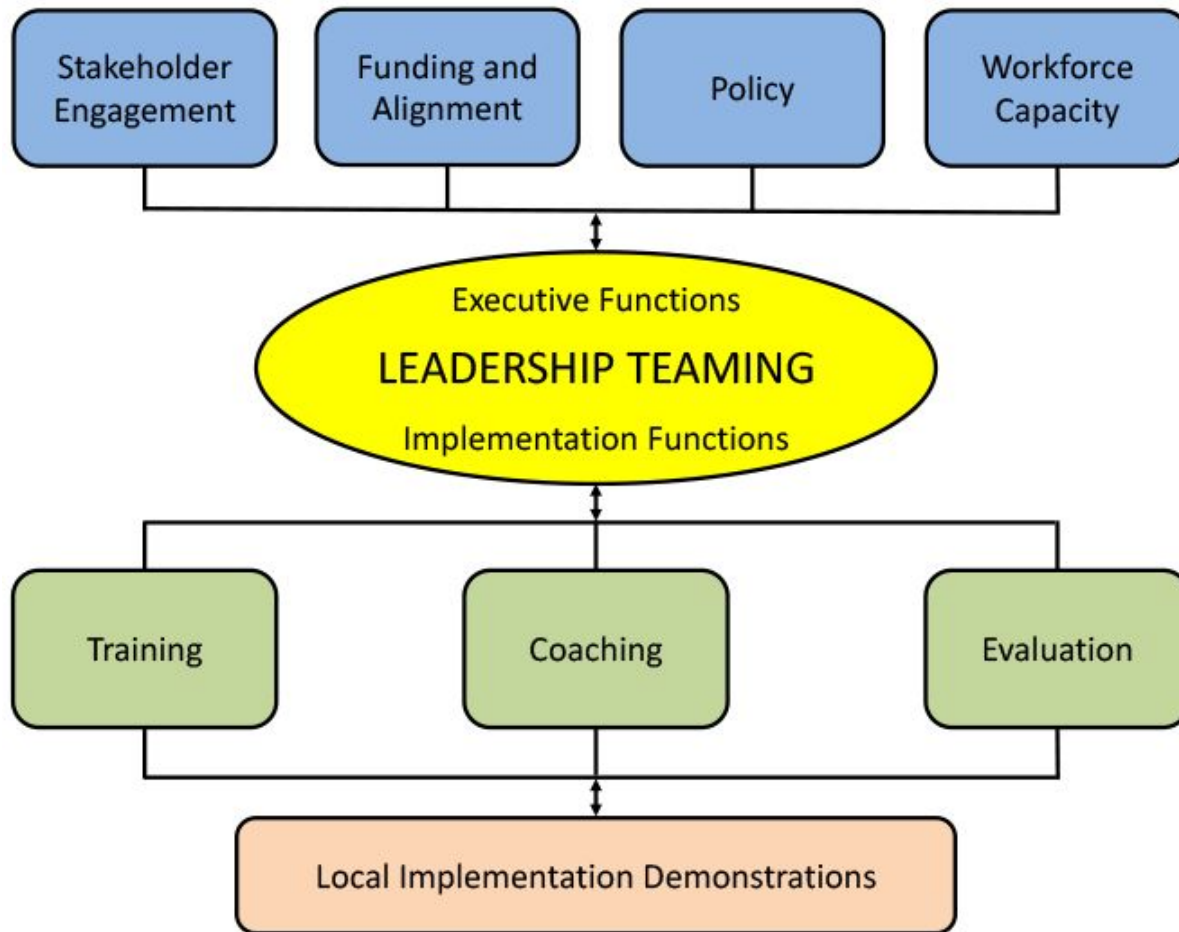 Stakeholder
Engagement
Funding and
Alignment
Policy
Workforce
Capacity
Executive Functions
LEADERSHIP TEAMING
Implementation Functions
Training
Coaching
Evaluation
Local Implementation Demonstrations